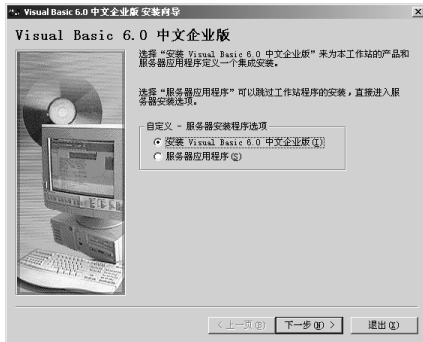 Visual Basic 6.0 中文企业版 安装向导
Visual Basic 6.0 中文企业版
选择“安装 Visual Basic 6.0 中文企业版”来为本工作站的产品和
服务器应用程序定义一个集成安装。
选择“服务器应用程序”可以跳过工作站程序的安装，直接进入服
务器安装选项。
自定义 - 服务器安装程序选项
安装 Visual Basic 6.0 中文企业版(I)
服务器应用程序(S)
< 上一页(B)
下一步(N) >
退出(X)